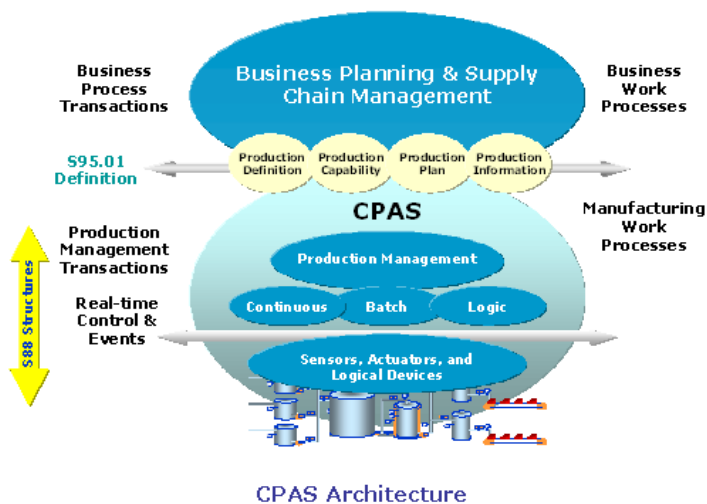 Business
Process
Transactions
Business Planning & Supply
Chain Management
Business
Work
Processes
S95.01
Definition
Production
Definition
Production
Capability
Production
Plan
Production
Information
CPAS
Manufacturing
Work
Processes
Production
Management
Transactions
Production Management
S88 Structures
Real-time
Control &
Events
Continuous
Batch
Logic
Sensors, Actuators, and
Logical Devices
CPAS Architecture